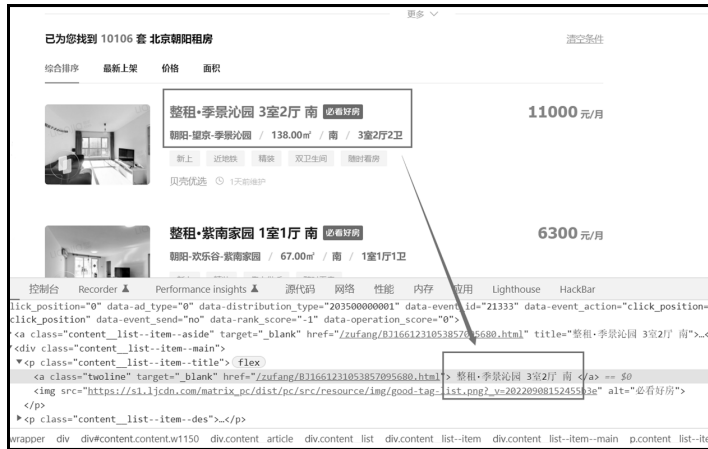 更多
已为您找到 10106 套 北京朝阳租房
清空条件
综合排序 最新上架 价格 面积
整租·季景沁园 3室2厅 南 必看好房
11000 元/月
朝阳-望京-季景沁园 / 138.00㎡ / 南 / 3室2厅2卫
新上 近地铁 精装 双卫生间 随时看房
贝壳优选 1天前维护
整租·紫南家园 1室1厅 南 必看好房
6300 元/月
朝阳-欢乐谷-紫南家园 / 67.00㎡ / 南 / 1室1厅1卫
控制台 Recorder Performance insights 源代码 网络 性能 内存 应用 Lighthouse HackBar
lick_position="0" data-ad_type="0" data-distribution_type="203500000001" data-event_id="21333" data-event_action="click_position=
click_position" data-event_send="no" data-rank_score="-1" data-operation_score="0">
<a class="content__list--item--aside" target="_blank" href="/zufang/BJ1661231053857095680.html" title="整租·季景沁园 3室2厅 南">…<
<div class="content__list--item--main">
▼<p class="content__list--item--title"> flex
<a class="twoline" target="_blank" href="/zufang/BJ1661231053857095680.html"> 整租·季景沁园 3室2厅 南 </a> == $0
<img src="https://s1.ljcdn.com/matrix_pc/dist/pc/src/resource/img/good-tag-list.png?_v=2022090815245563e" alt="必看好房">
</p>
▶<p class="content__list--item--des">…</p>
wrapper div div#content.content.w1150 div.content article div.content list div.content list--item div.content list--item--main p.content list--ite